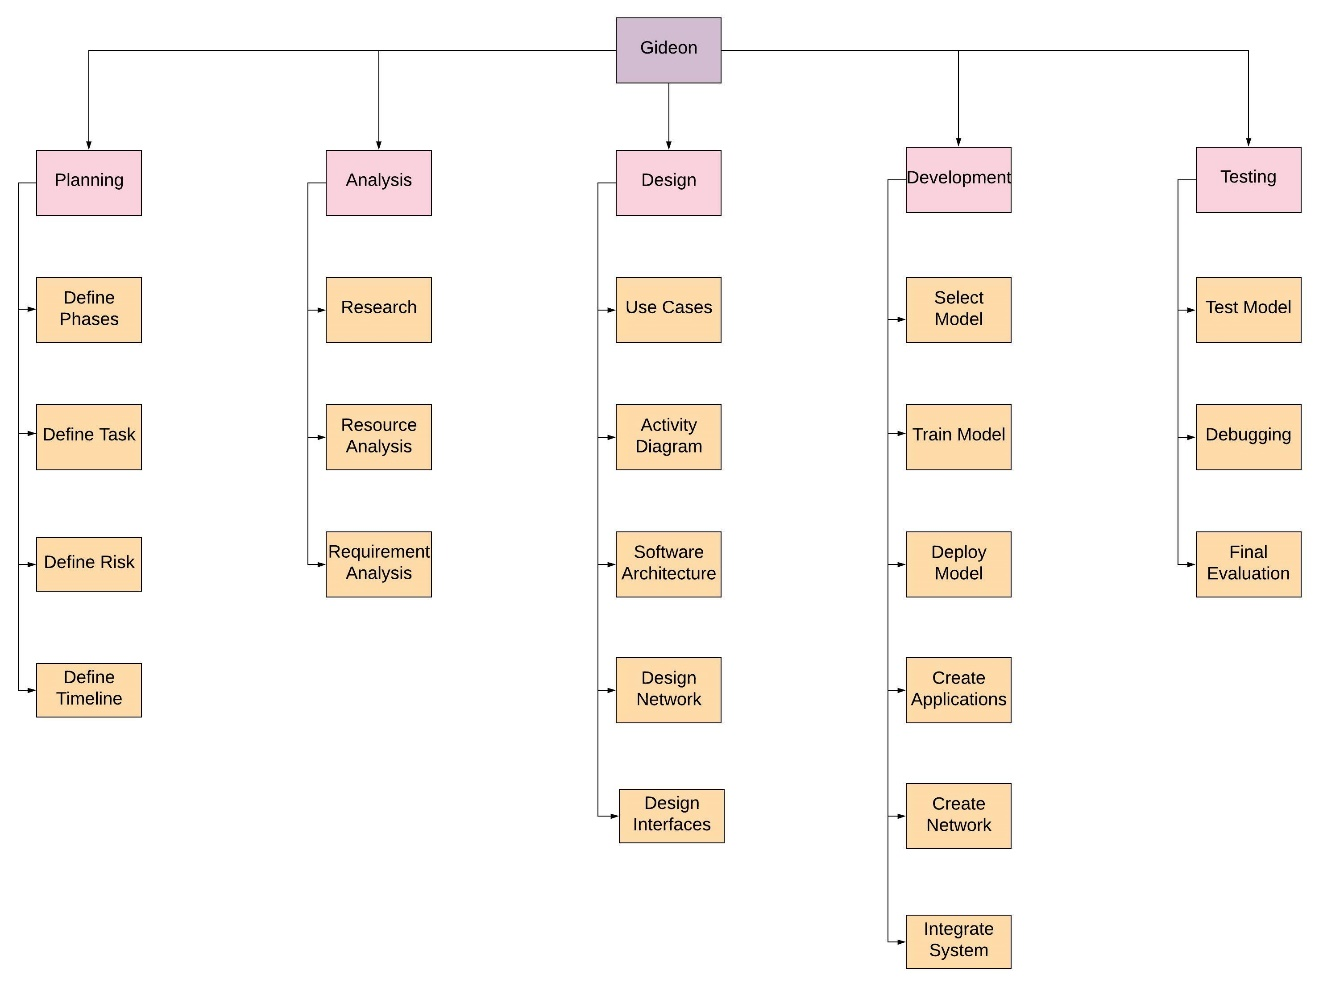 Gideon
Planning
Analysis
Design
Development
Testing
Define
Phases
Research
Use Cases
Select
Model
Test Model
Define Task
Resource
Analysis
Activity
Diagram
Train Model
Debugging
Define Risk
Requirement
Analysis
Software
Architecture
Deploy
Model
Final
Evaluation
Define
Timeline
Design
Network
Create
Applications
Design
Interfaces
Create
Network
Integrate
System